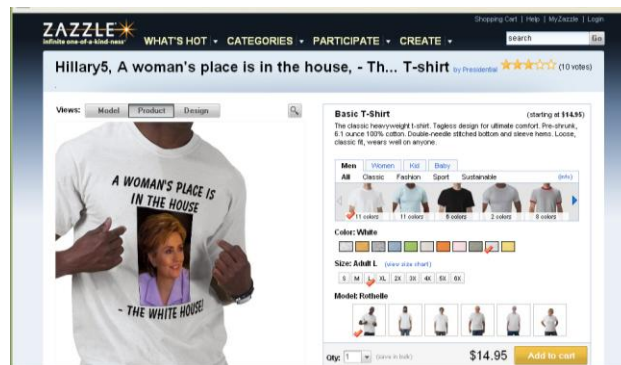 Shopping Cart | Help | MyZazzle | Login
ZAZZLE
infinite one-of-a-kind-ness
WHAT'S HOT CATEGORIES PARTICIPATE CREATE
search Go
Hillary5, A woman's place is in the house, - Th... T-shirt by Presidential (10 votes)
Views: Model Product Design
A WOMAN'S PLACE IS
IN THE HOUSE
- THE WHITE HOUSE!
Basic T-Shirt (starting at $14.95)
The classic heavyweight t-shirt. Tagless design for ultimate comfort. Pre-shrunk,
6.1 ounce 100% cotton. Double-needle stitched bottom and sleeve hems. Loose,
classic fit, wears well on anyone.
Men Women Kid Baby
All Classic Fashion Sport Sustainable (info)
11 colors 11 colors 5 colors 2 colors 8 colors
Color: White
Size: Adult L (view size chart)
S M L XL 2X 3X 4X 5X 6X
Model: Rothelle
Qty: 1 (save in bulk) $14.95 Add to cart